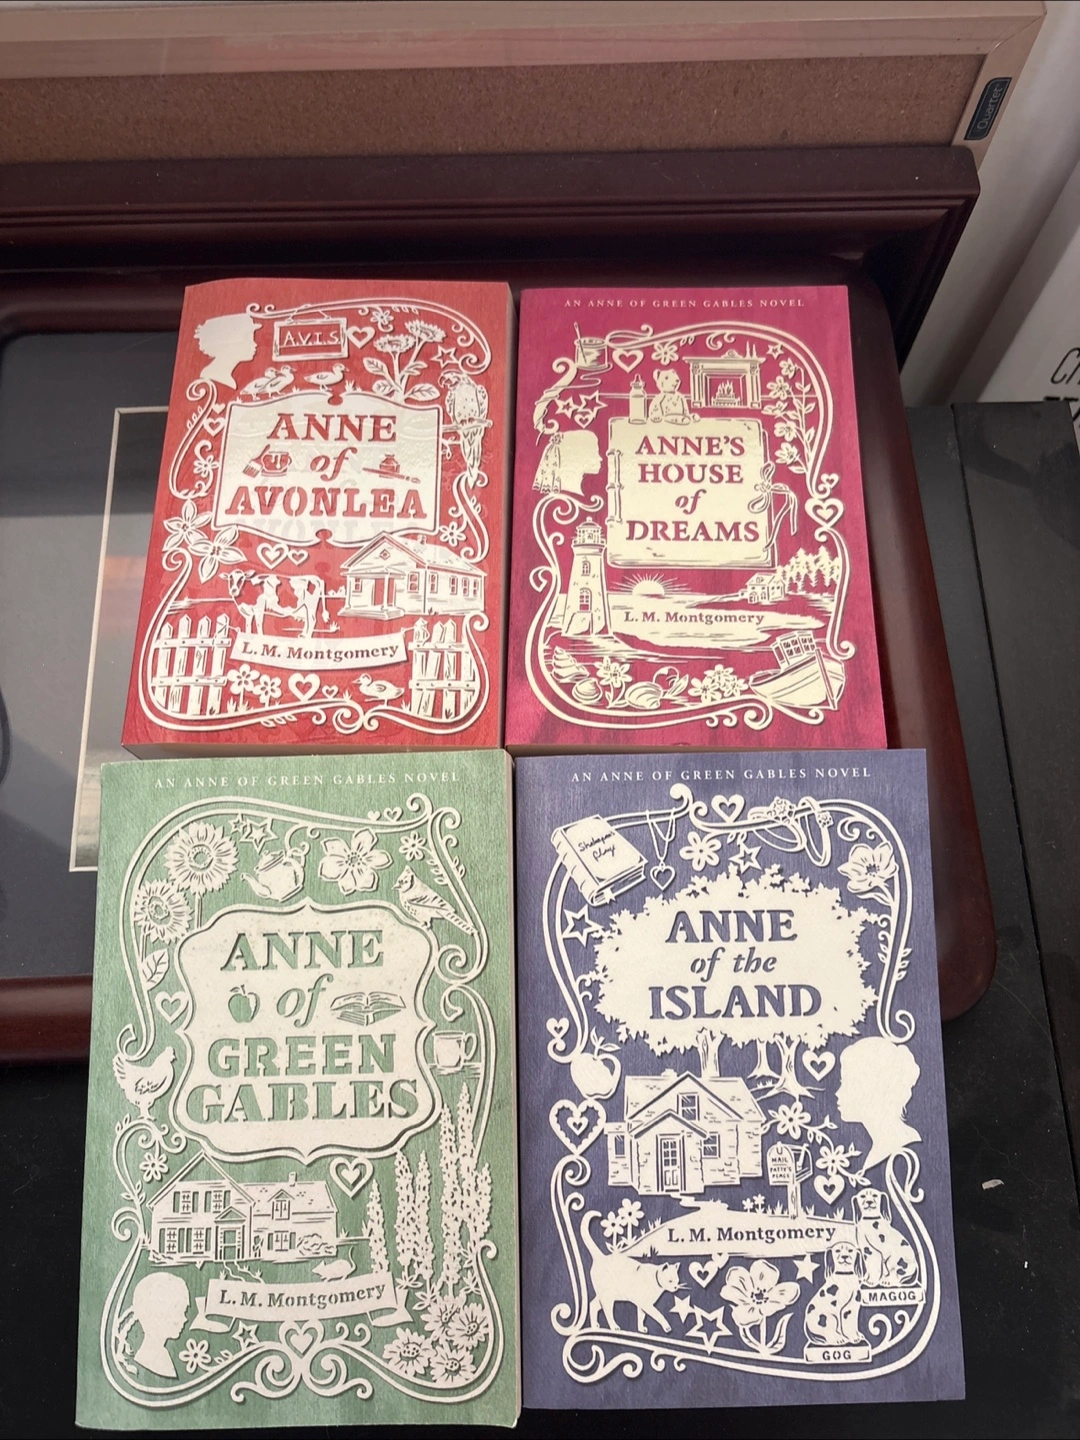 Quartet
A.V.I.S
ANNE
of
AVONLEA
L. M. Montgomery
AN ANNE OF GREEN GABLES NOVEL
ANNE'S
HOUSE
of
DREAMS
L. M. Montgomery
AN ANNE OF GREEN GABLES NOVEL
ANNE
of
GREEN
GABLES
L. M. Montgomery
AN ANNE OF GREEN GABLES NOVEL
ANNE
of the
ISLAND
MAIL
PATTY'S
PLACE
L. M. Montgomery
MAGOG
GOG